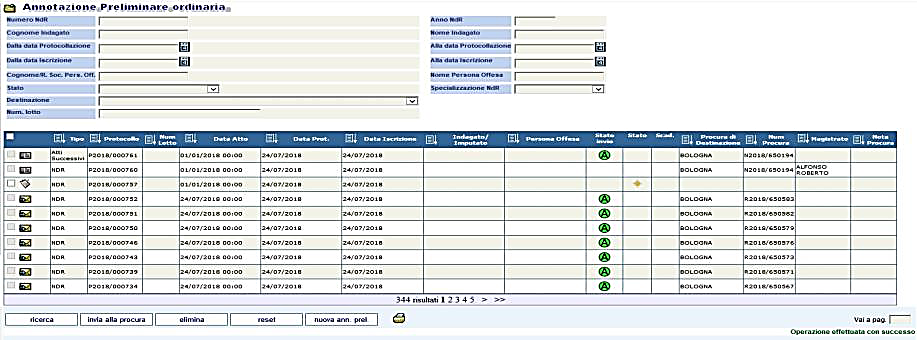 Annotazione Preliminare ordinaria
Numero NdR Anno NdR
Cognome Indagato Nome Indagato
Dalla data Protocollazione Alla data Protocollazione
Dalla data Iscrizione Alla data Iscrizione
Cognome/R. Soc. Pers. Off. Nome Persona Offesa
Stato Specializzazione NdR
Destinazione
Num. lotto
Tipo Protocollo Num Lotto Data Atto Data Prot. Data Iscrizione Indagato/ Imputato Persona Offesa Stato invio Stato Scad. Procura di Destinazione Num Procura Magistrato Nota Procura
Atti Successivi P2018/000761 01/01/2018 00:00 24/07/2018 24/07/2018 A BOLOGNA N2018/650194
NDR P2018/000760 01/01/2018 00:00 24/07/2018 24/07/2018 BOLOGNA N2018/650194 ALFONSO ROBERTO
NDR P2018/000757 01/01/2018 00:00 24/07/2018 24/07/2018
NDR P2018/000752 24/07/2018 00:00 24/07/2018 24/07/2018 A BOLOGNA R2018/650583
NDR P2018/000751 24/07/2018 00:00 24/07/2018 24/07/2018 A BOLOGNA R2018/650582
NDR P2018/000750 24/07/2018 00:00 24/07/2018 24/07/2018 A BOLOGNA R2018/650579
NDR P2018/000746 24/07/2018 00:00 24/07/2018 24/07/2018 A BOLOGNA R2018/650576
NDR P2018/000743 24/07/2018 00:00 24/07/2018 24/07/2018 A BOLOGNA R2018/650573
NDR P2018/000739 24/07/2018 00:00 24/07/2018 24/07/2018 A BOLOGNA R2018/650571
NDR P2018/000734 24/07/2018 00:00 24/07/2018 24/07/2018 A BOLOGNA R2018/650567
344 risultati 1 2 3 4 5 > >>
ricerca invia alla procura elimina reset nuova ann. prel. Vai a pag.
Operazione effettuata con successo